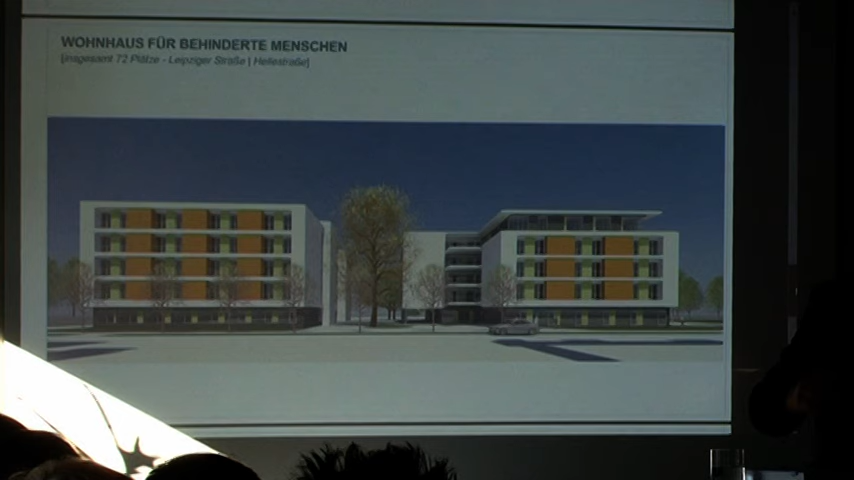 WOHNHAUS FÜR BEHINDERTE MENSCHEN
[insgesamt 72 Plätze - Leipziger Straße | Hellestraße]